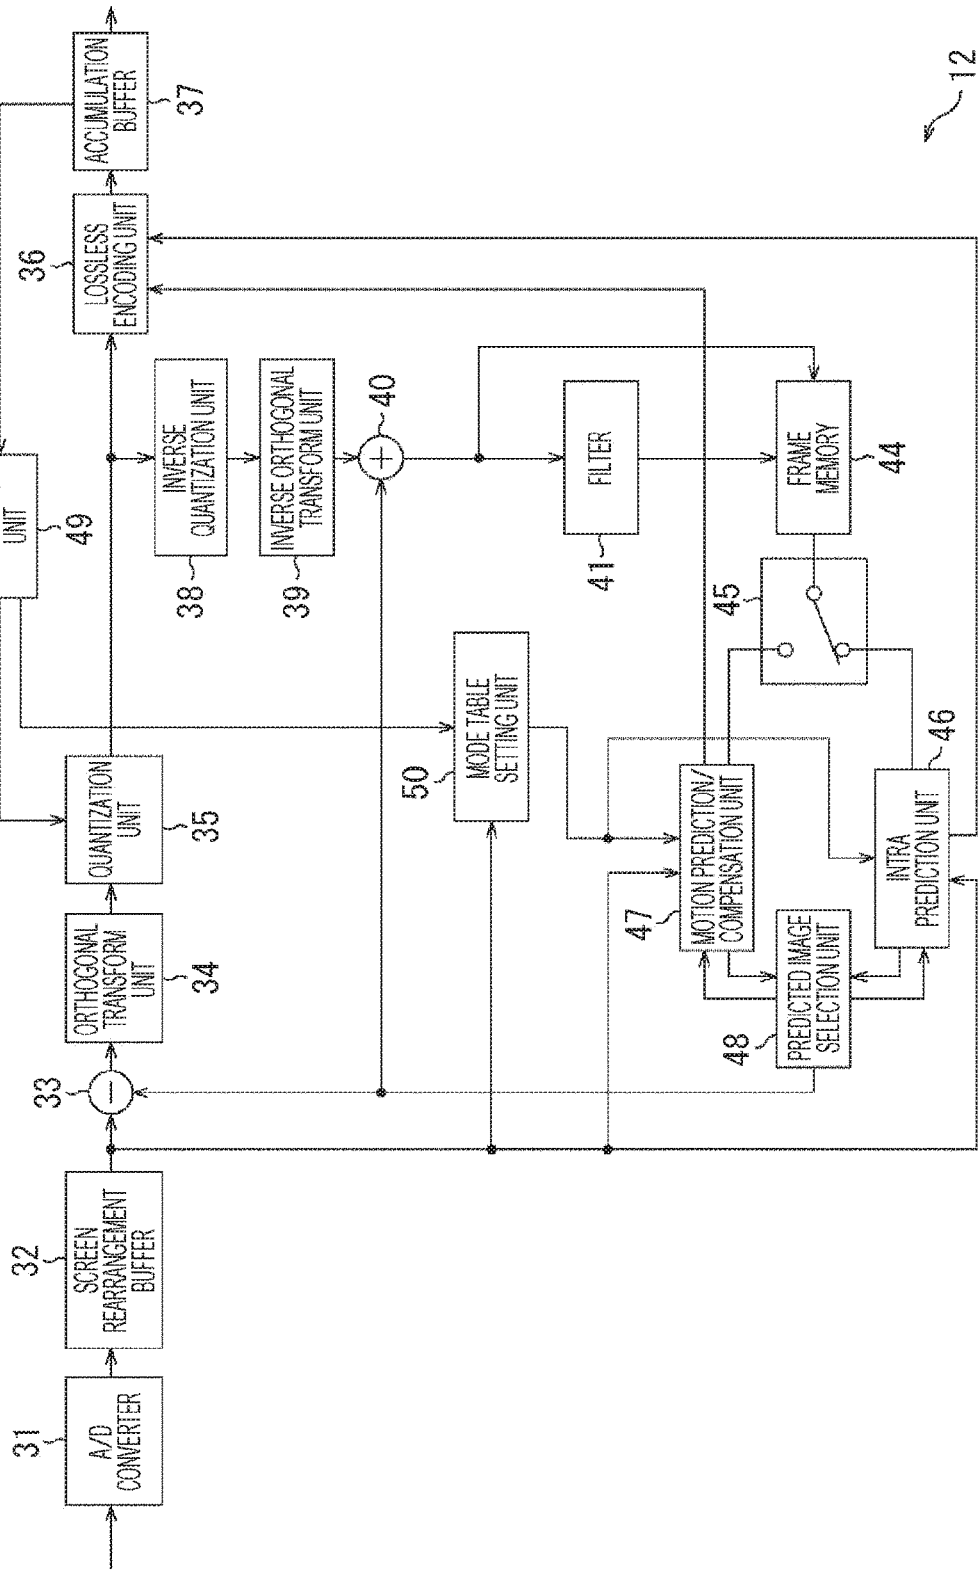 31
A/D
CONVERTER
32
SCREEN
REARRANGEMENT
BUFFER
33
−
34
ORTHOGONAL
TRANSFORM
UNIT
35
QUANTIZATION
UNIT
36
LOSSLESS
ENCODING UNIT
37
ACCUMULATION
BUFFER
49
UNIT
38
INVERSE
QUANTIZATION UNIT
39
INVERSE ORTHOGONAL
TRANSFORM UNIT
40
+
50
MODE TABLE
SETTING UNIT
41
FILTER
47
MOTION PREDICTION/
COMPENSATION UNIT
45
44
FRAME
MEMORY
48
PREDICTED IMAGE
SELECTION UNIT
46
INTRA
PREDICTION UNIT
12